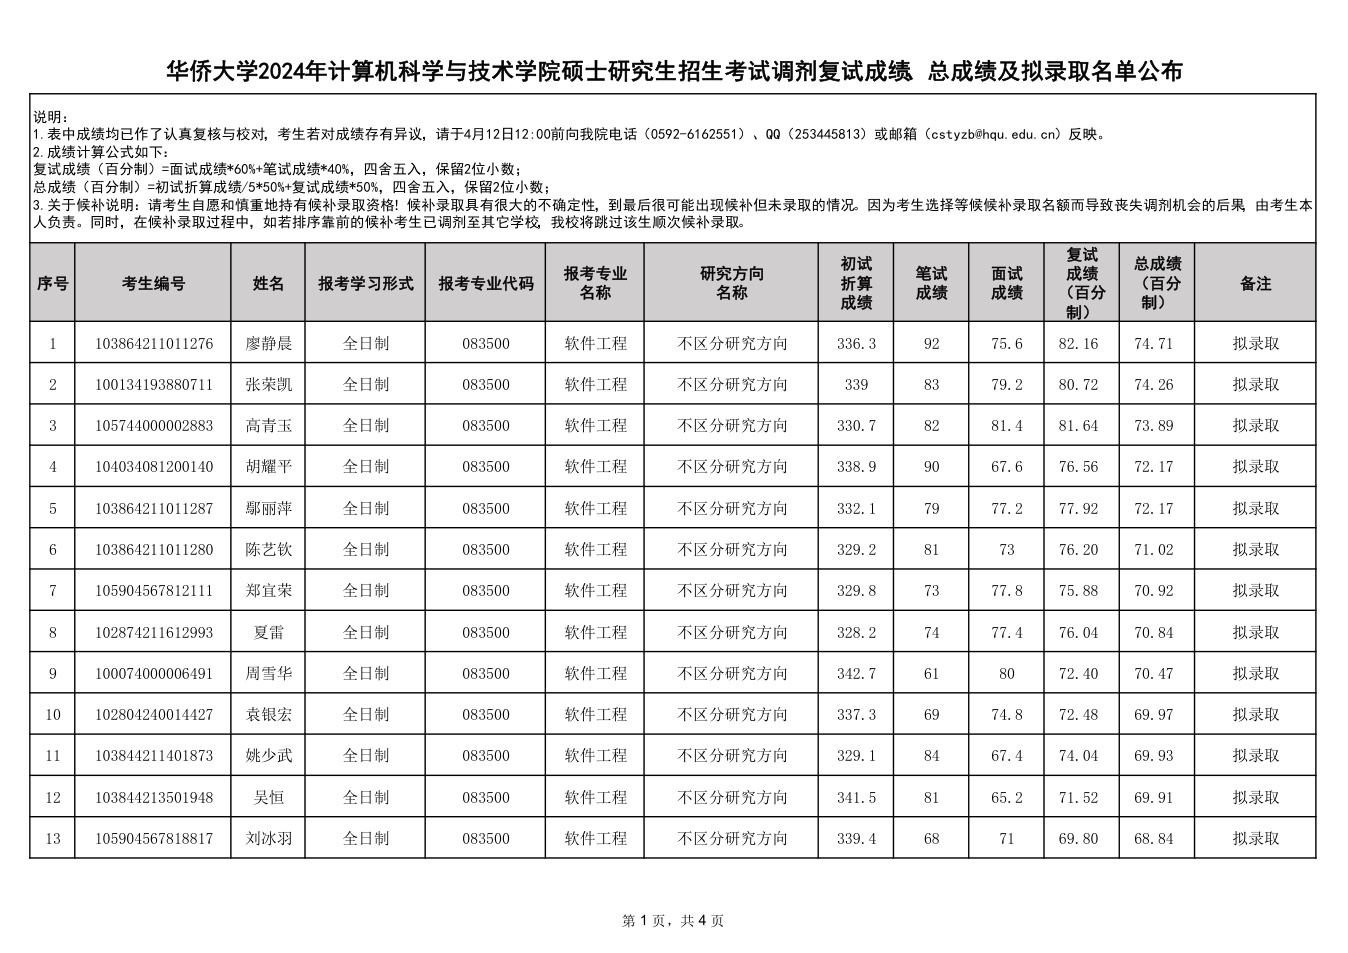 华侨大学2024年计算机科学与技术学院硕士研究生招生考试调剂复试成绩、总成绩及拟录取名单公布
说明：
1.表中成绩均已作了认真复核与校对，考生若对成绩存有异议，请于4月12日12:00前向我院电话（0592-6162551）、QQ（253445813）或邮箱（cstyzb@hqu.edu.cn）反映。
2.成绩计算公式如下：
复试成绩（百分制）=面试成绩*60%+笔试成绩*40%，四舍五入，保留2位小数；
总成绩（百分制）=初试折算成绩/5*50%+复试成绩*50%，四舍五入，保留2位小数；
3.关于候补说明：请考生自愿和慎重地持有候补录取资格！候补录取具有很大的不确定性，到最后很可能出现候补但未录取的情况。因为考生选择等候候补录取名额而导致丧失调剂机会的后果，由考生本
人负责。同时，在候补录取过程中，如若排序靠前的候补考生已调剂至其它学校，我校将跳过该生顺次候补录取。
序号 考生编号 姓名 报考学习形式 报考专业代码 报考专业名称 研究方向名称 初试折算成绩 笔试成绩 面试成绩 复试成绩（百分制） 总成绩（百分制） 备注
1 103864211011276 廖静晨 全日制 083500 软件工程 不区分研究方向 336.3 92 75.6 82.16 74.71 拟录取
2 100134193880711 张荣凯 全日制 083500 软件工程 不区分研究方向 339 83 79.2 80.72 74.26 拟录取
3 105744000002883 高青玉 全日制 083500 软件工程 不区分研究方向 330.7 82 81.4 81.64 73.89 拟录取
4 104034081200140 胡耀平 全日制 083500 软件工程 不区分研究方向 338.9 90 67.6 76.56 72.17 拟录取
5 103864211011287 鄢丽萍 全日制 083500 软件工程 不区分研究方向 332.1 79 77.2 77.92 72.17 拟录取
6 103864211011280 陈艺钦 全日制 083500 软件工程 不区分研究方向 329.2 81 73 76.20 71.02 拟录取
7 105904567812111 郑宜荣 全日制 083500 软件工程 不区分研究方向 329.8 73 77.8 75.88 70.92 拟录取
8 102874211612993 夏雷 全日制 083500 软件工程 不区分研究方向 328.2 74 77.4 76.04 70.84 拟录取
9 100074000006491 周雪华 全日制 083500 软件工程 不区分研究方向 342.7 61 80 72.40 70.47 拟录取
10 102804240014427 袁银宏 全日制 083500 软件工程 不区分研究方向 337.3 69 74.8 72.48 69.97 拟录取
11 103844211401873 姚少武 全日制 083500 软件工程 不区分研究方向 329.1 84 67.4 74.04 69.93 拟录取
12 103844213501948 吴恒 全日制 083500 软件工程 不区分研究方向 341.5 81 65.2 71.52 69.91 拟录取
13 105904567818817 刘冰羽 全日制 083500 软件工程 不区分研究方向 339.4 68 71 69.80 68.84 拟录取
第 1 页，共 4 页